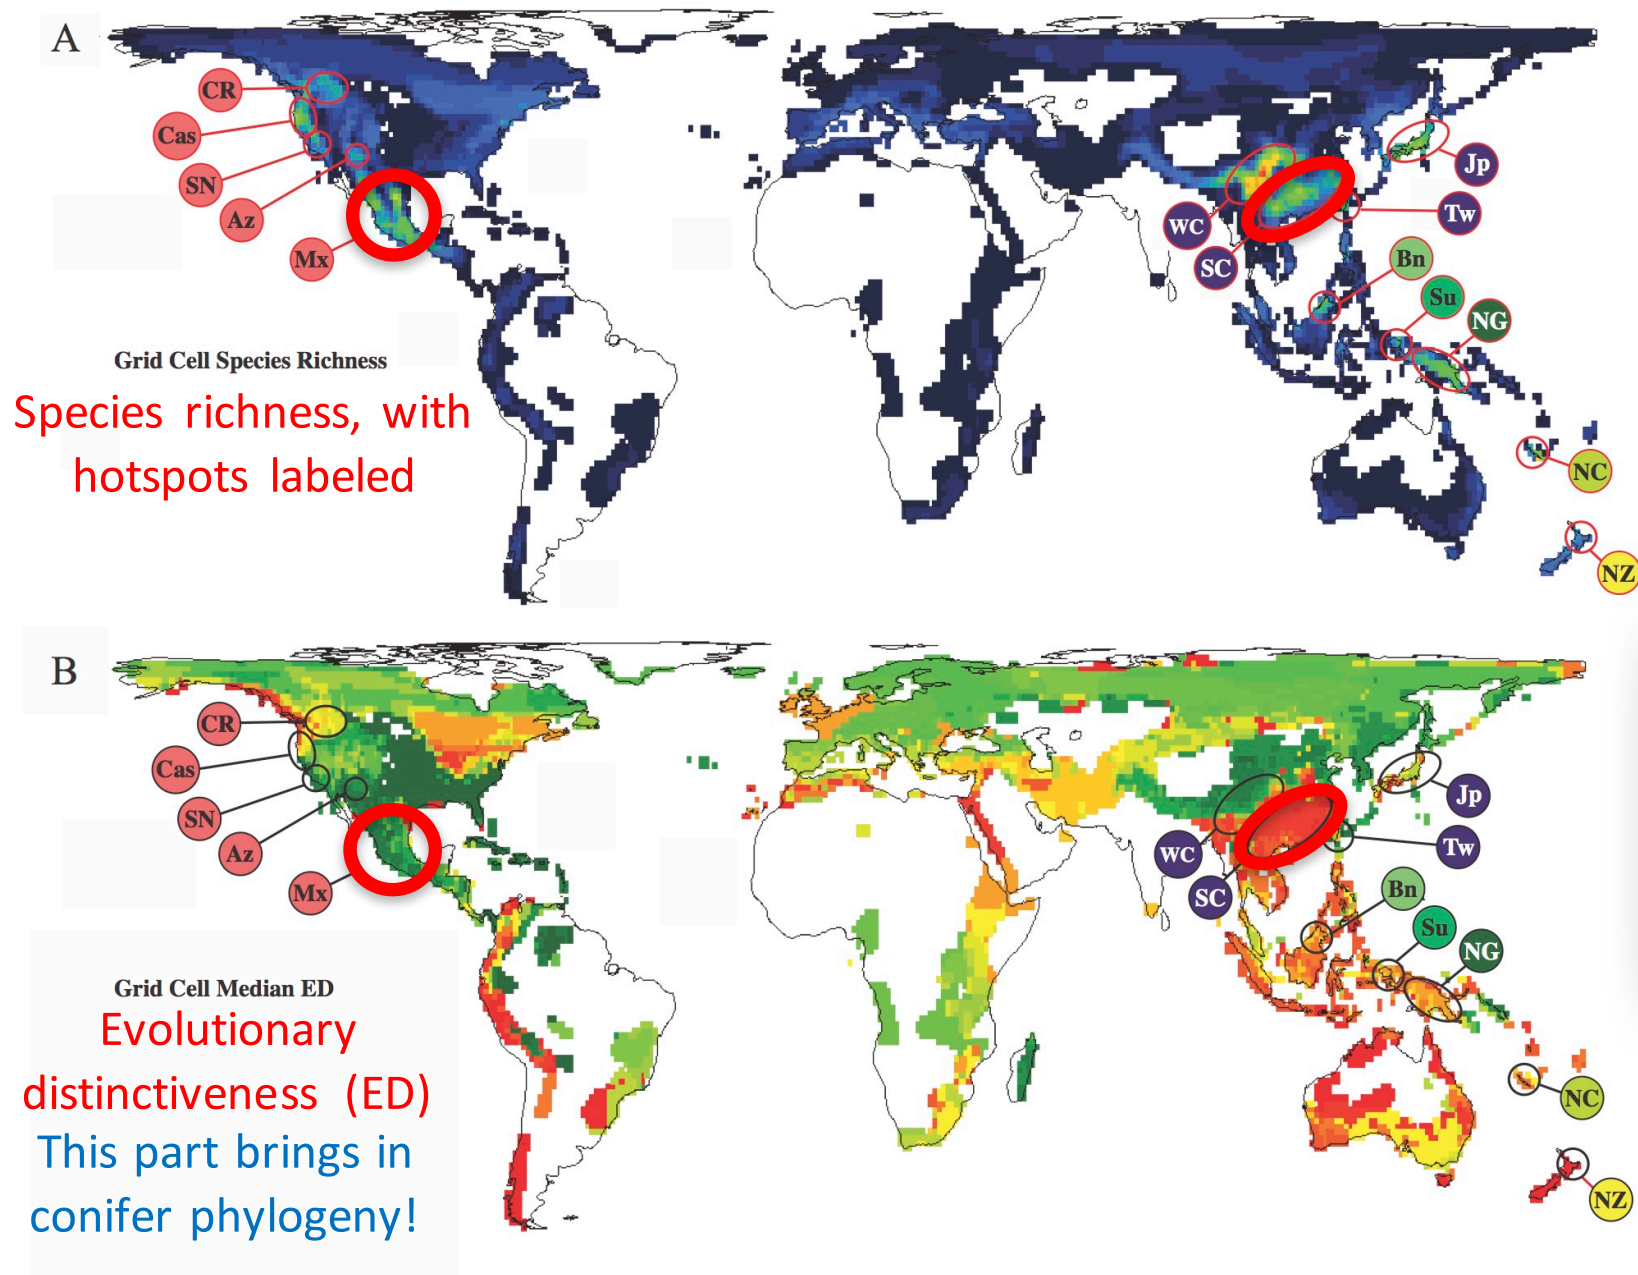 A
CR
Cas
SN
Az
Mx
Jp
Tw
WC
SC
Bn
Su
NG
NC
NZ
Grid Cell Species Richness
Species richness, with
hotspots labeled
B
CR
Cas
SN
Az
Mx
Jp
Tw
WC
SC
Bn
Su
NG
NC
NZ
Grid Cell Median ED
Evolutionary
distinctiveness (ED)
This part brings in
conifer phylogeny!